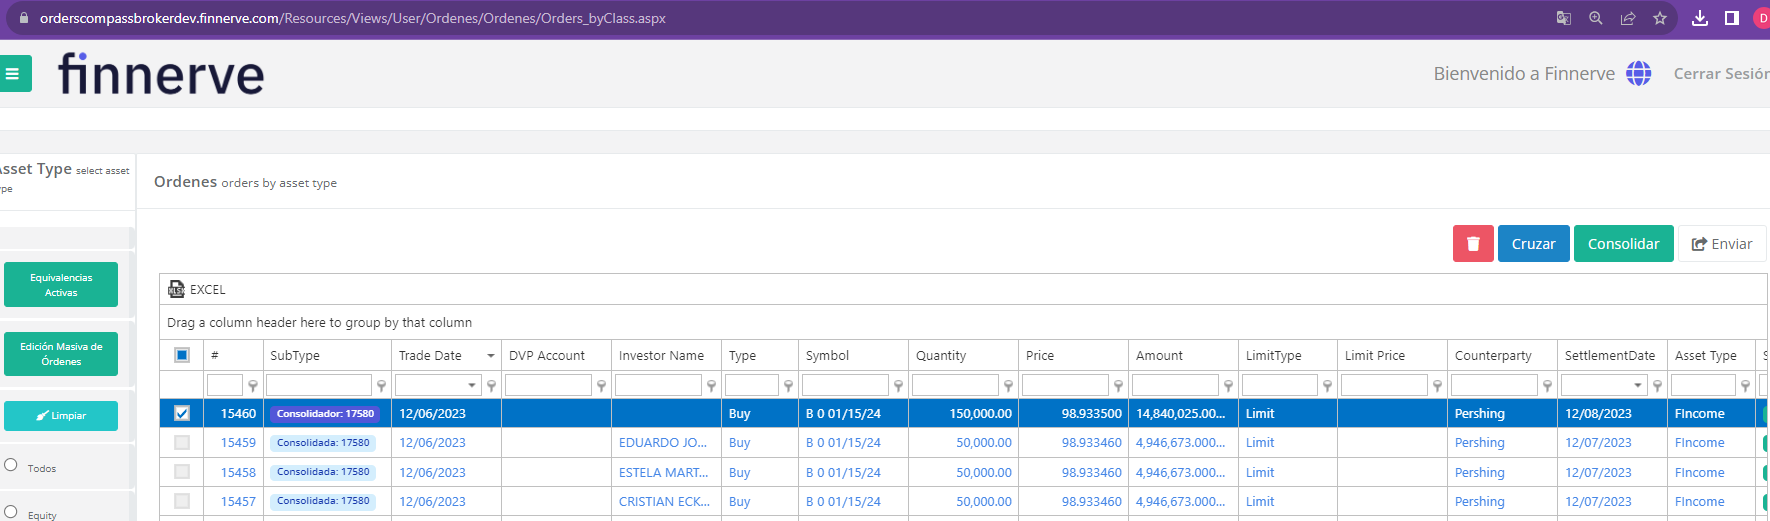 orderscompassbrokerdev.finnerve.com/Resources/Views/User/Ordenes/Ordenes/Orders_byClass.aspx
D
finnerve
Bienvenido a Finnerve
Cerrar Sesión
Asset Type select asset type
Ordenes orders by asset type
Cruzar
Consolidar
Enviar
Equivalencias
Activas
Edición Masiva de
Órdenes
Limpiar
Todos
Equity
XLSX EXCEL
Drag a column header here to group by that column
# SubType Trade Date DVP Account Investor Name Type Symbol Quantity Price Amount LimitType Limit Price Counterparty SettlementDate Asset Type S
15460 Consolidador: 17580 12/06/2023 Buy B 0 01/15/24 150,000.00 98.933500 14,840,025.00... Limit Pershing 12/08/2023 FIncome
15459 Consolidada: 17580 12/06/2023 EDUARDO JO... Buy B 0 01/15/24 50,000.00 98.933460 4,946,673.000... Limit Pershing 12/07/2023 FIncome
15458 Consolidada: 17580 12/06/2023 ESTELA MART... Buy B 0 01/15/24 50,000.00 98.933460 4,946,673.000... Limit Pershing 12/07/2023 FIncome
15457 Consolidada: 17580 12/06/2023 CRISTIAN ECK... Buy B 0 01/15/24 50,000.00 98.933460 4,946,673.000... Limit Pershing 12/07/2023 FIncome